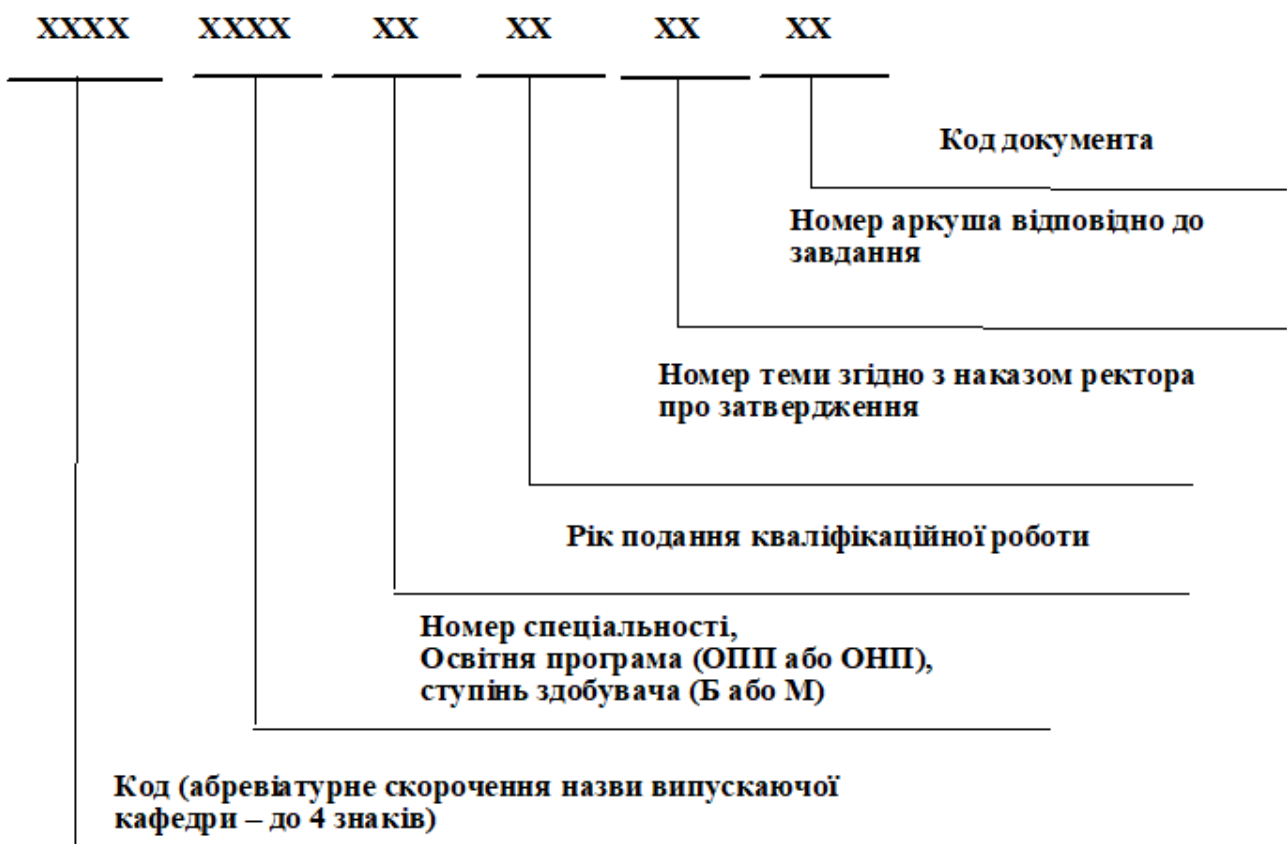 XXXX XXXX XX XX XX XX
Код документа
Номер аркуша відповідно до
завдання
Номер теми згідно з наказом ректора
про затвердження
Рік подання кваліфікаційної роботи
Номер спеціальності,
Освітня програма (ОПП або ОНП),
ступінь здобувача (Б або М)
Код (абревіатурне скорочення назви випускаючої
кафедри – до 4 знаків)